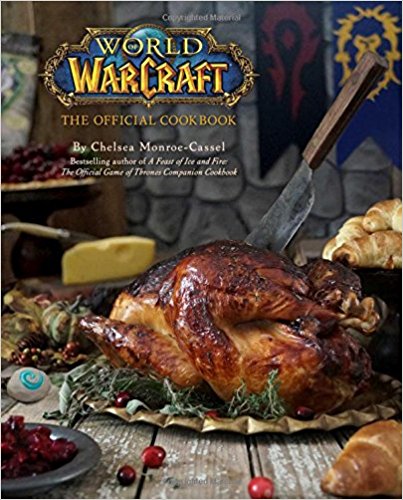 WORLD
OF
WARCRAFT
THE OFFICIAL COOKBOOK
By Chelsea Monroe-Cassel
Bestselling author of A Feast of Ice and Fire:
The Official Game of Thrones Companion Cookbook